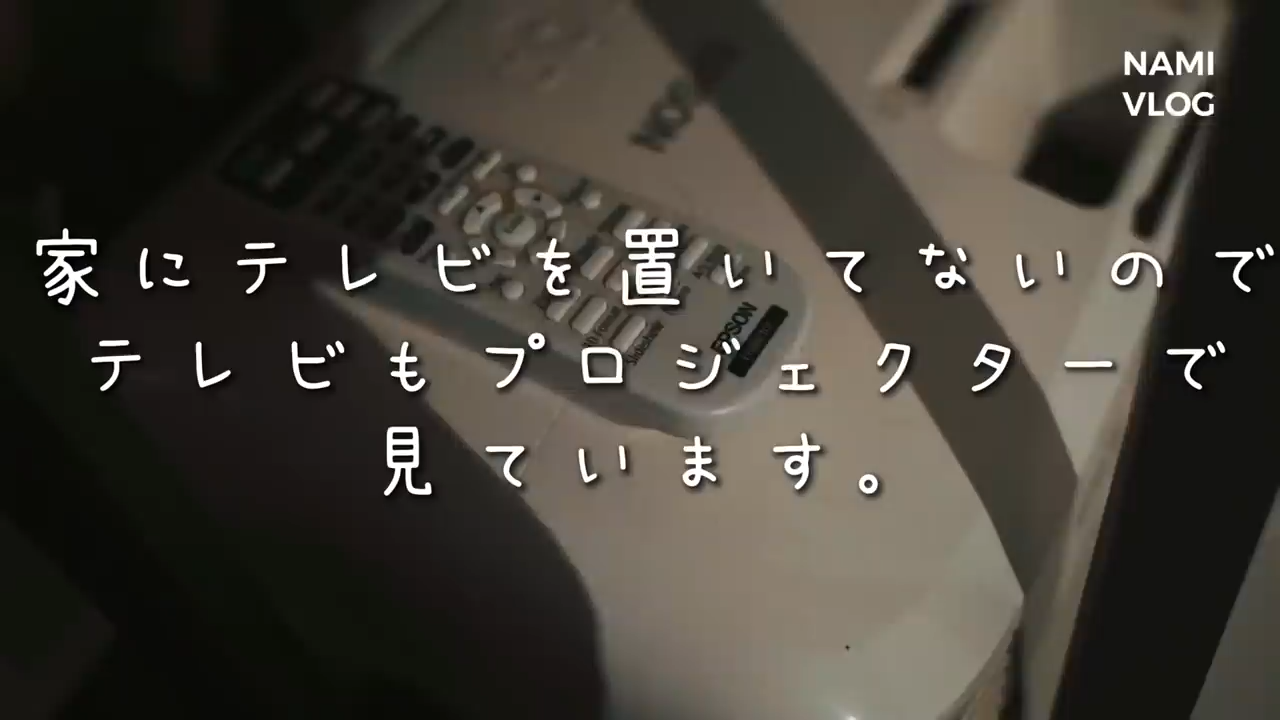 NAMI
VLOG
家にテレビを置いてないので
テレビもプロジェクターで
見ています。
EPSON
Slideshow